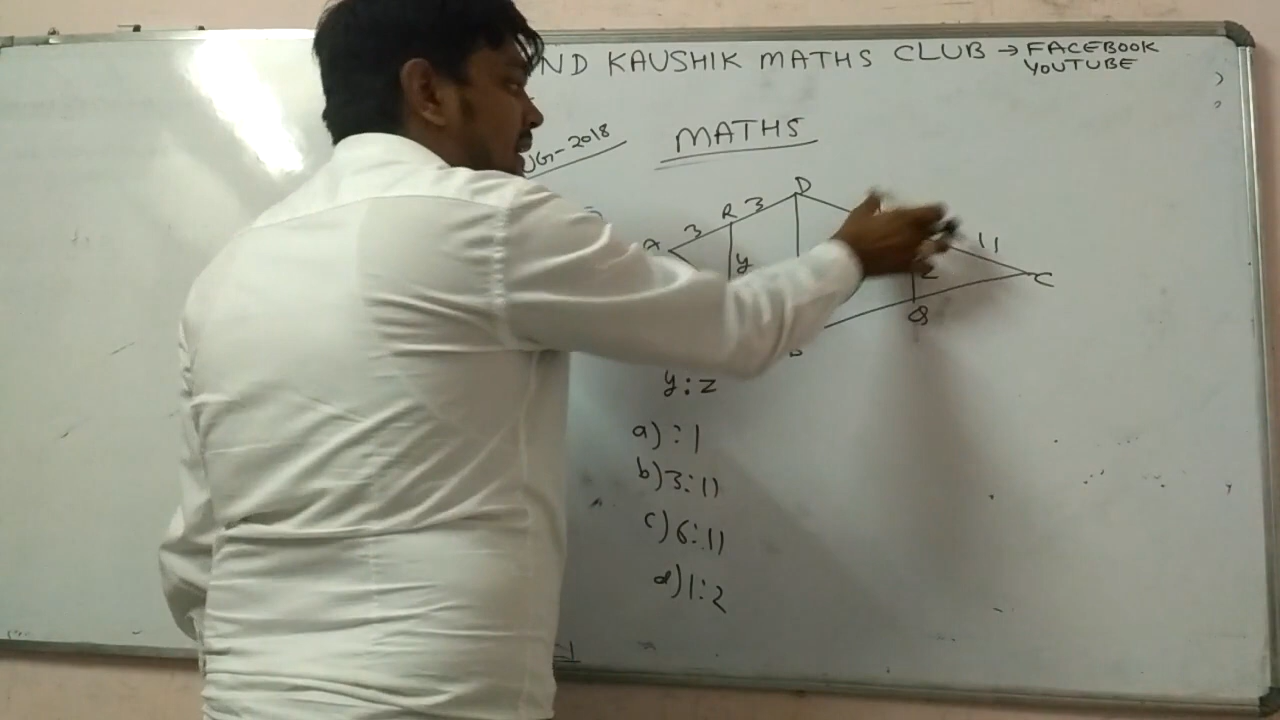 ND KAUSHIK MATHS CLUB → FACEBOOK
YOUTUBE
UG-2018
MATHS
D
R 3
A 3
y
11
C
z
Q
y : z
a) : 1
b) 3 : 11
c) 6 : 11
d) 1 : 2